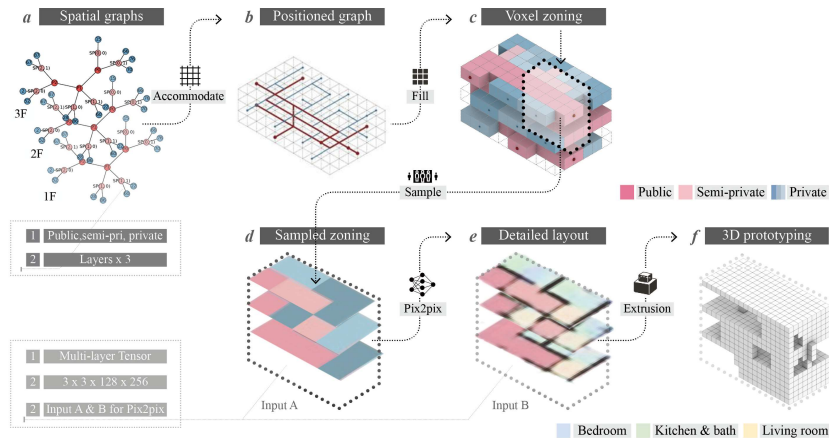 a Spatial graphs
b Positioned graph
c Voxel zoning
Accommodate
Fill
3F
2F
1F
Sample
Public
Semi-private
Private
1 Public,semi-pri, private
2 Layers x 3
d Sampled zoning
e Detailed layout
f 3D prototyping
Pix2pix
Extrusion
1 Multi-layer Tensor
2 3 x 3 x 128 x 256
2 Input A & B for Pix2pix
Input A
Input B
Bedroom
Kitchen & bath
Living room